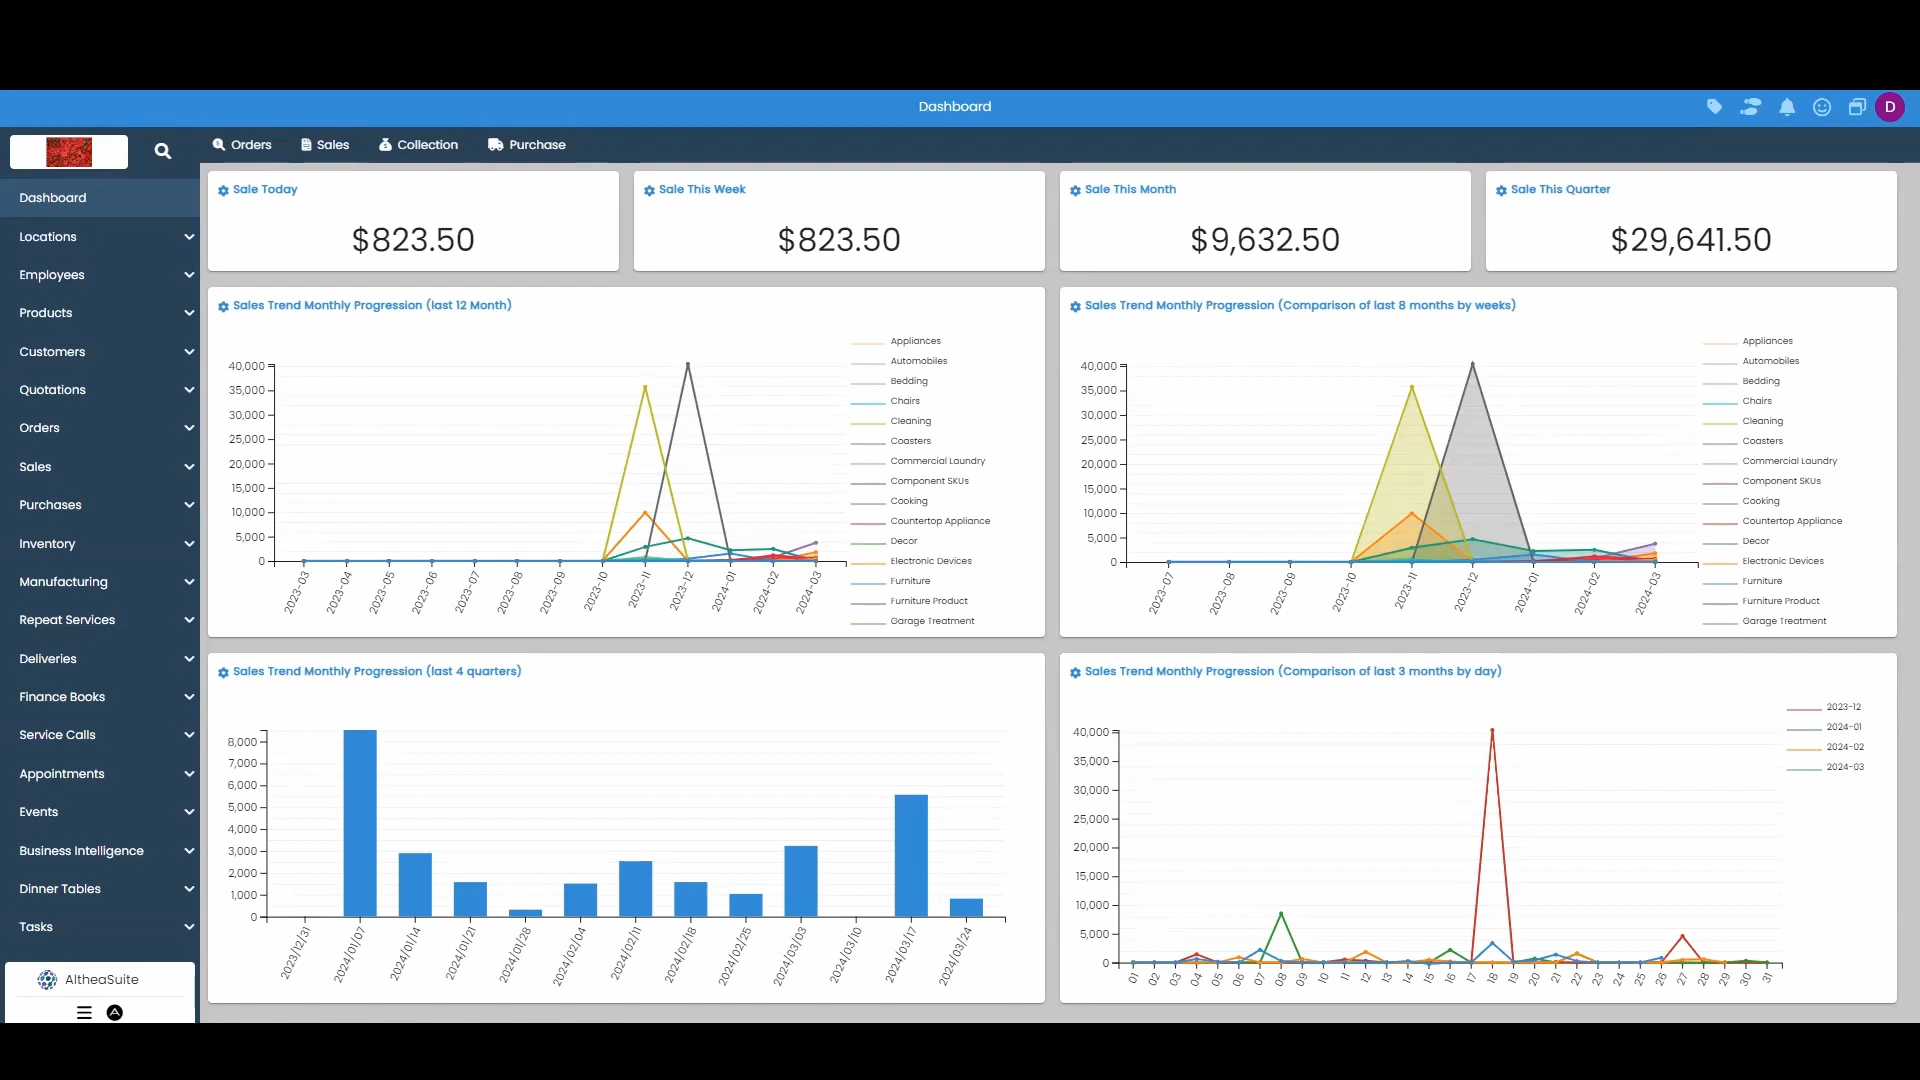 Dashboard
D
Orders
Sales
Collection
Purchase
Dashboard
Locations
Employees
Products
Customers
Quotations
Orders
Sales
Purchases
Inventory
Manufacturing
Repeat Services
Deliveries
Finance Books
Service Calls
Appointments
Events
Business Intelligence
Dinner Tables
Tasks
AltheaSuite
Sale Today
$823.50
Sale This Week
$823.50
Sale This Month
$9,632.50
Sale This Quarter
$29,641.50
Sales Trend Monthly Progression (last 12 Month)
40,000
35,000
30,000
25,000
20,000
15,000
10,000
5,000
0
2023-03
2023-04
2023-05
2023-06
2023-07
2023-08
2023-09
2023-10
2023-11
2023-12
2024-01
2024-02
2024-03
Appliances
Automobiles
Bedding
Chairs
Cleaning
Coasters
Commercial Laundry
Component SKUs
Cooking
Countertop Appliance
Decor
Electronic Devices
Furniture
Furniture Product
Garage Treatment
Sales Trend Monthly Progression (Comparison of last 8 months by weeks)
40,000
35,000
30,000
25,000
20,000
15,000
10,000
5,000
0
2023-07
2023-08
2023-09
2023-10
2023-11
2023-12
2024-01
2024-02
2024-03
Appliances
Automobiles
Bedding
Chairs
Cleaning
Coasters
Commercial Laundry
Component SKUs
Cooking
Countertop Appliance
Decor
Electronic Devices
Furniture
Furniture Product
Garage Treatment
Sales Trend Monthly Progression (last 4 quarters)
8,000
7,000
6,000
5,000
4,000
3,000
2,000
1,000
0
2023/12/31
2024/01/07
2024/01/14
2024/01/21
2024/01/28
2024/02/04
2024/02/11
2024/02/18
2024/02/25
2024/03/03
2024/03/10
2024/03/17
2024/03/24
Sales Trend Monthly Progression (Comparison of last 3 months by day)
40,000
35,000
30,000
25,000
20,000
15,000
10,000
5,000
0
01
02
03
04
05
06
07
08
09
10
11
12
13
14
15
16
17
18
19
20
21
22
23
24
25
26
27
28
29
30
31
2023-12
2024-01
2024-02
2024-03